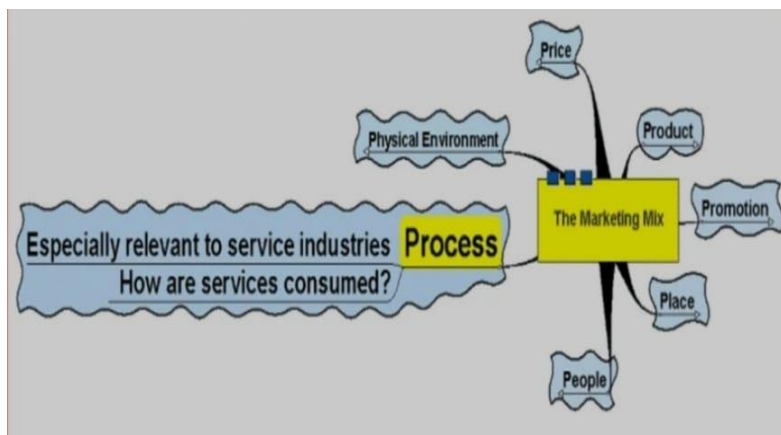 Price
Physical Environment
Product
The Marketing Mix
Promotion
Especially relevant to service industries
Process
How are services consumed?
Place
People